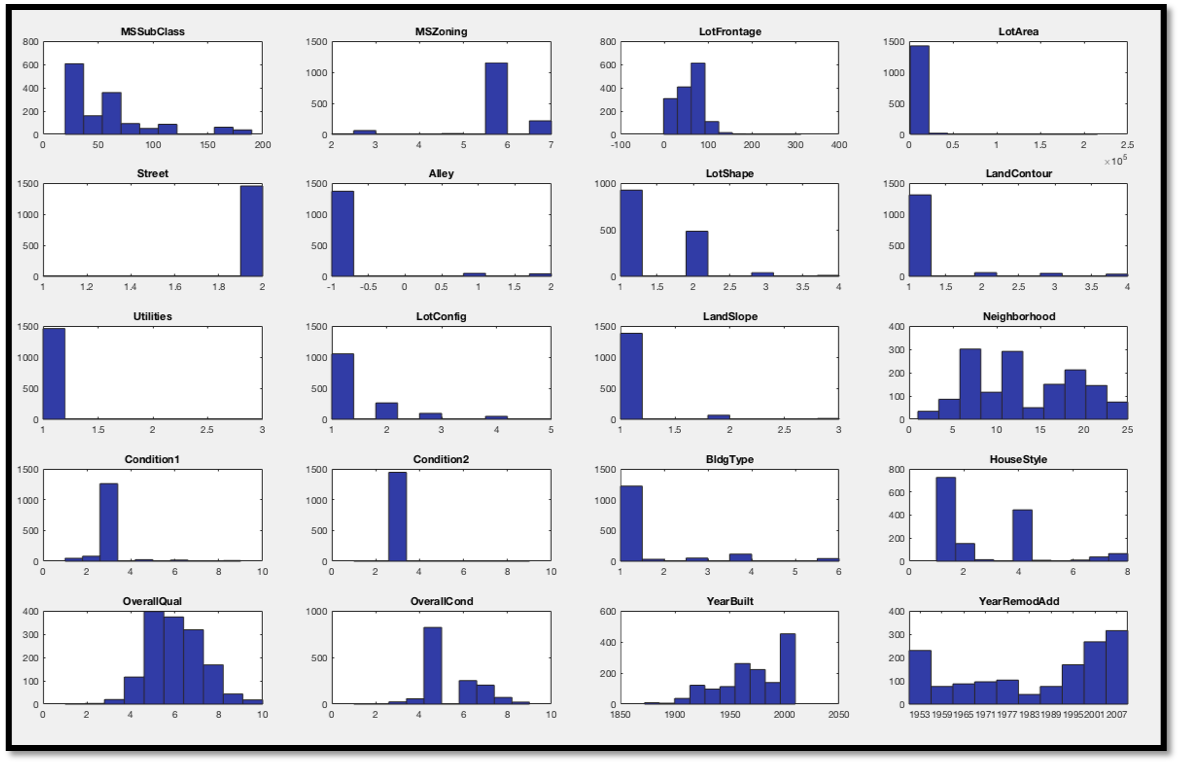 MSSubClass MSZoning LotFrontage LotArea
800 1500 800 1500
600 1000 600 1000
400 400
500 500
200 200
0 0 0 0
0 50 100 150 200 2 3 4 5 6 7 -100 0 100 200 300 400 0 0.5 1 1.5 2 2.5
×10^5
Street Alley LotShape LandContour
1500 1500 1000 1500
1000 1000 1000
500
500 500 500
0 0 0 0
1 1.2 1.4 1.6 1.8 2 -1 -0.5 0 0.5 1 1.5 2 1 1.5 2 2.5 3 3.5 4 1 1.5 2 2.5 3 3.5 4
Utilities LotConfig LandSlope Neighborhood
1500 1500 1500 400
300
1000 1000 1000
200
500 500 500
100
0 0 0 0
1 1.5 2 2.5 3 1 2 3 4 5 1 1.5 2 2.5 3 0 5 10 15 20 25
Condition1 Condition2 BldgType HouseStyle
1500 1500 1500 800
1000 1000 1000 600
400
500 500 500
200
0 0 0 0
0 2 4 6 8 10 0 2 4 6 8 10 1 2 3 4 5 6 0 2 4 6 8
OverallQual OverallCond YearBuilt YearRemodAdd
400 1000 600 400
300 300
400
200 500 200
200
100 100
0 0 0 0
0 2 4 6 8 10 0 2 4 6 8 10 1850 1900 1950 2000 2050 1953 1959 1965 1971 1977 1983 1989 1995 2001 2007